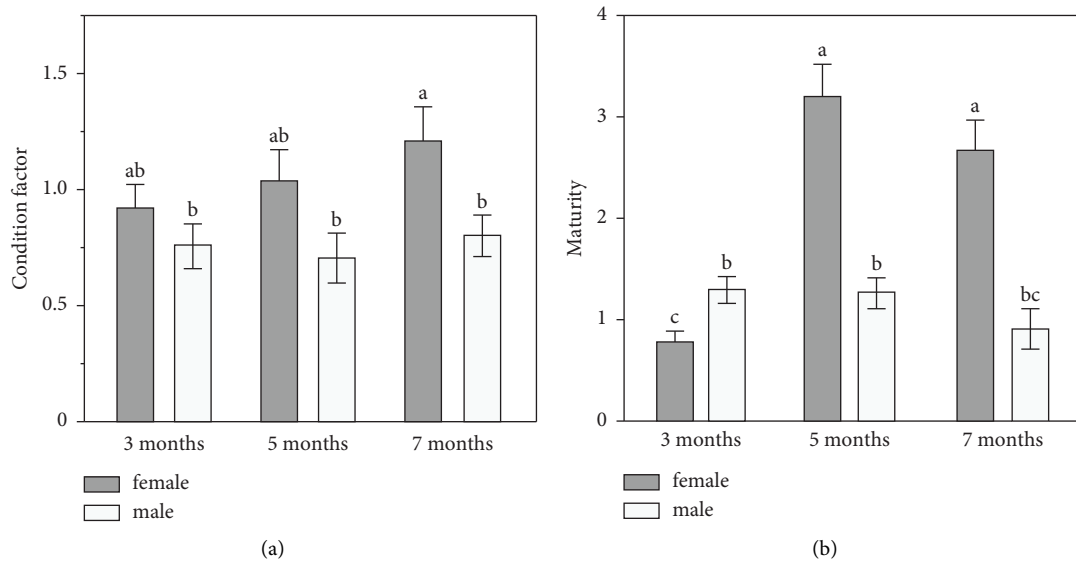 Condition factor
1.5
1.0
0.5
0
ab
b
ab
b
a
b
3 months
5 months
7 months
female
male
(a)
Maturity
4
3
2
1
0
c
b
a
b
a
bc
3 months
5 months
7 months
female
male
(b)